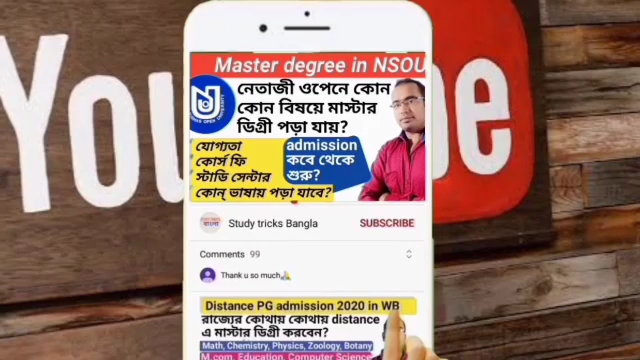 You
be
Master degree in NSOU
নেতাজী ওপেনে কোন
কোন বিষয়ে মাস্টার
ডিগ্রী পড়া যায়?
যোগ্যতা
কোর্স ফি
স্টাডি সেন্টার
কোন্ ভাষায় পড়া যাবে?
admission
কবে থেকে
শুরু?
Study tricks Bangla
SUBSCRIBE
Comments 99
Thank u so much🙏
Distance PG admission 2020 in WB
রাজ্যের কোথায় কোথায় distance
এ মাস্টার ডিগ্রী করবেন?
Math, Chemistry, Physics, Zoology, Botany
M.com, Education, Computer Science